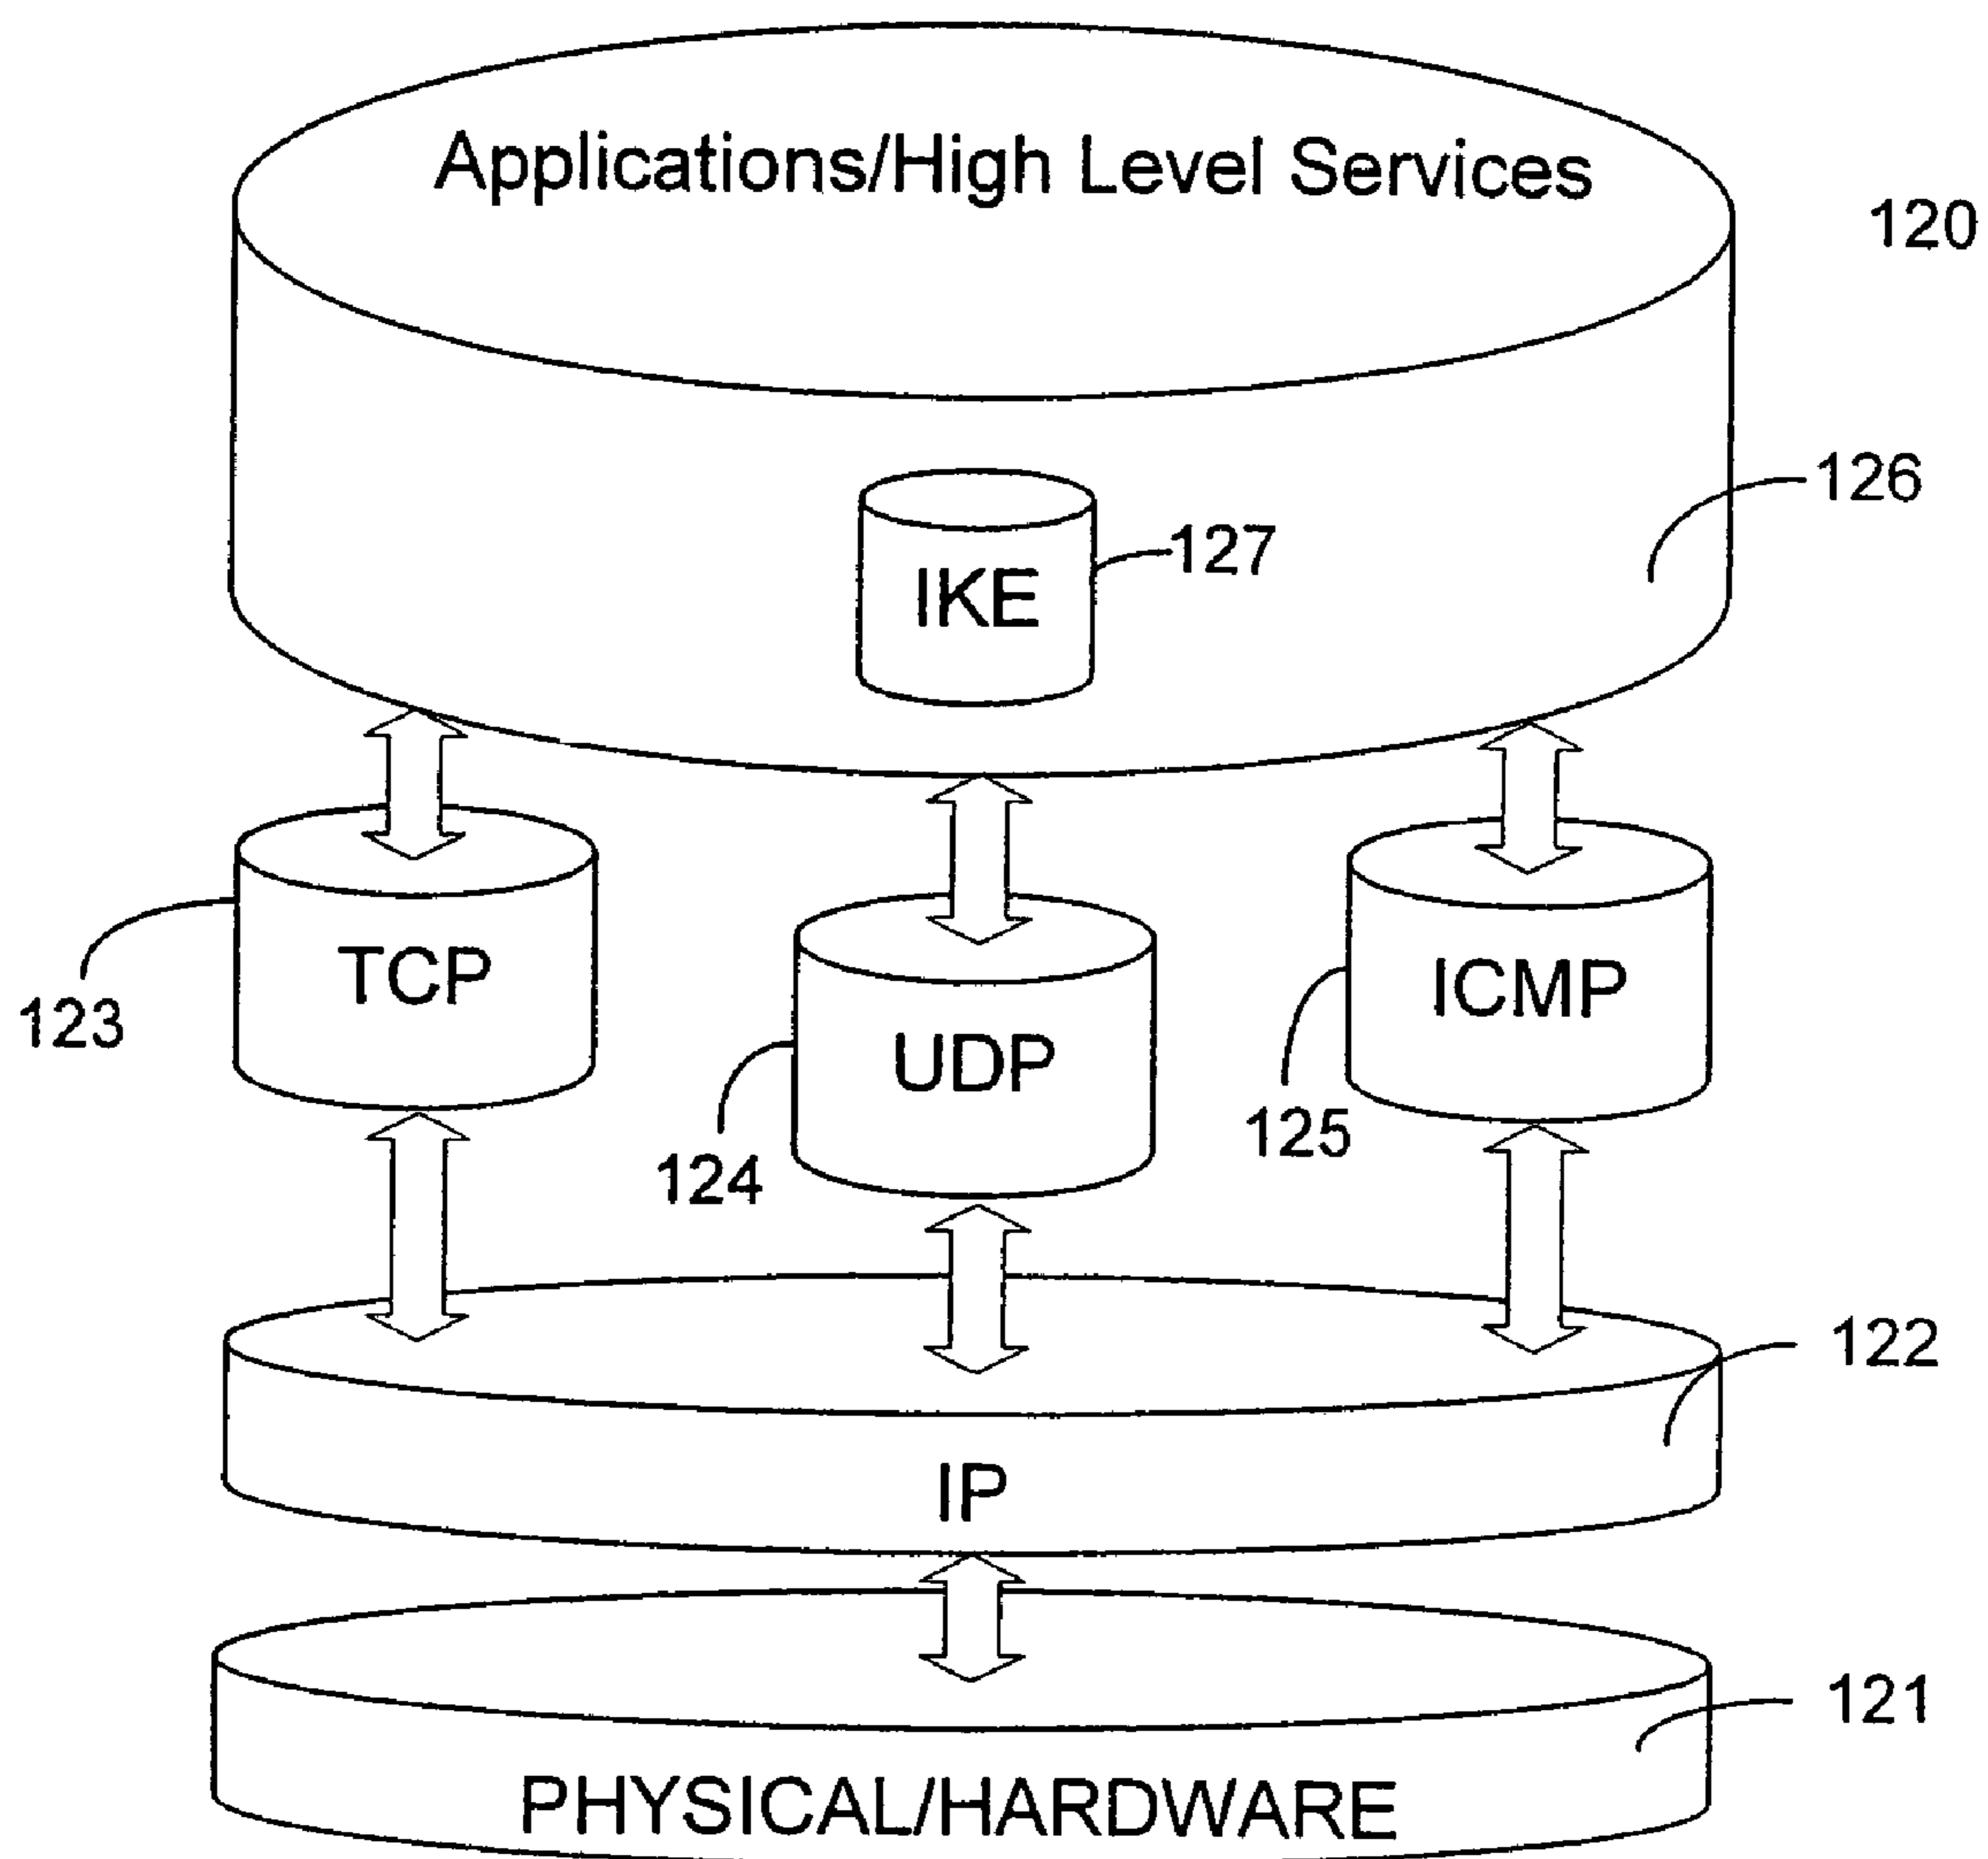 Applications/High Level Services
120
126
127
IKE
TCP
ICMP
123
UDP
125
124
122
IP
121
PHYSICAL/HARDWARE